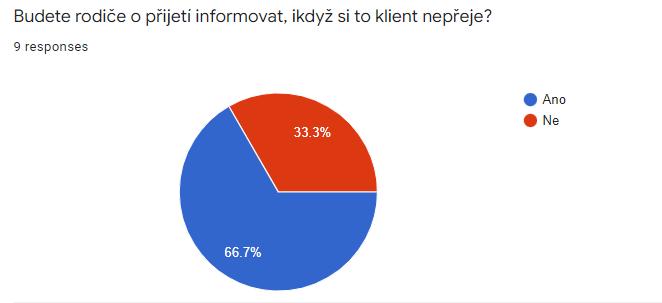 Budete rodiče o přijetí informovat, ikdyž si to klient nepřeje?
9 responses
Ano
Ne
33.3%
66.7%